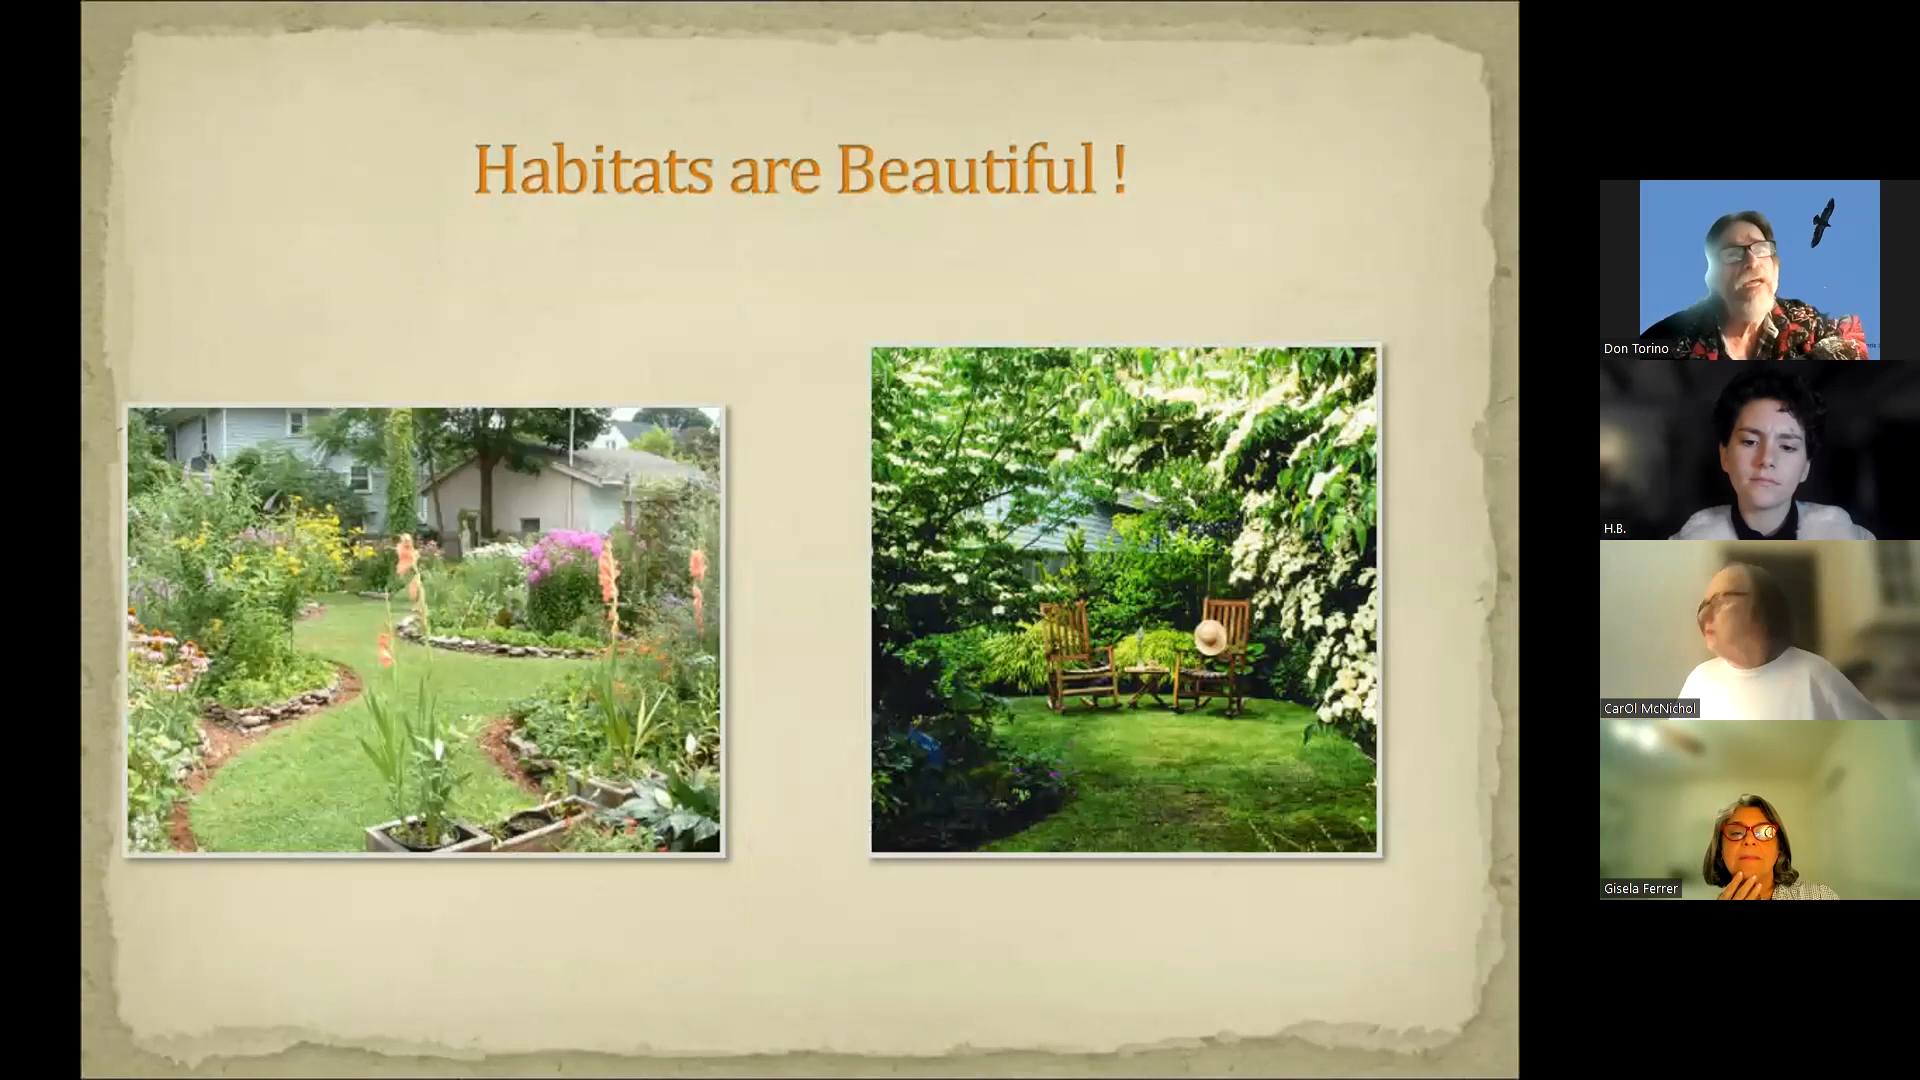 Habitats are Beautiful !
Don Torino
H.B.
CarOl McNichol
Gisela Ferrer